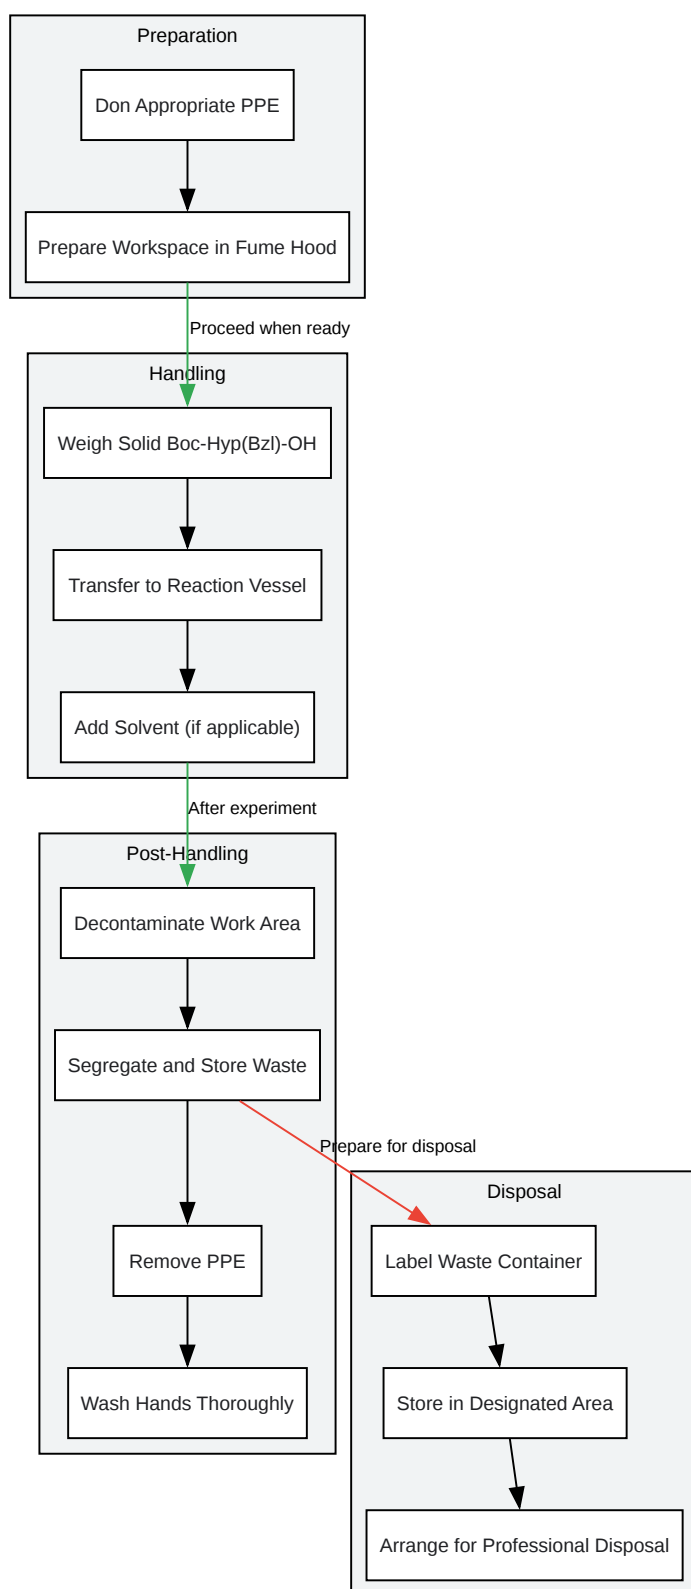 Preparation
Don Appropriate PPE
Prepare Workspace in Fume Hood
Proceed when ready
Handling
Weigh Solid Boc-Hyp(Bzl)-OH
Transfer to Reaction Vessel
Add Solvent (if applicable)
After experiment
Post-Handling
Decontaminate Work Area
Segregate and Store Waste
Prepare for disposal
Disposal
Remove PPE
Label Waste Container
Wash Hands Thoroughly
Store in Designated Area
Arrange for Professional Disposal